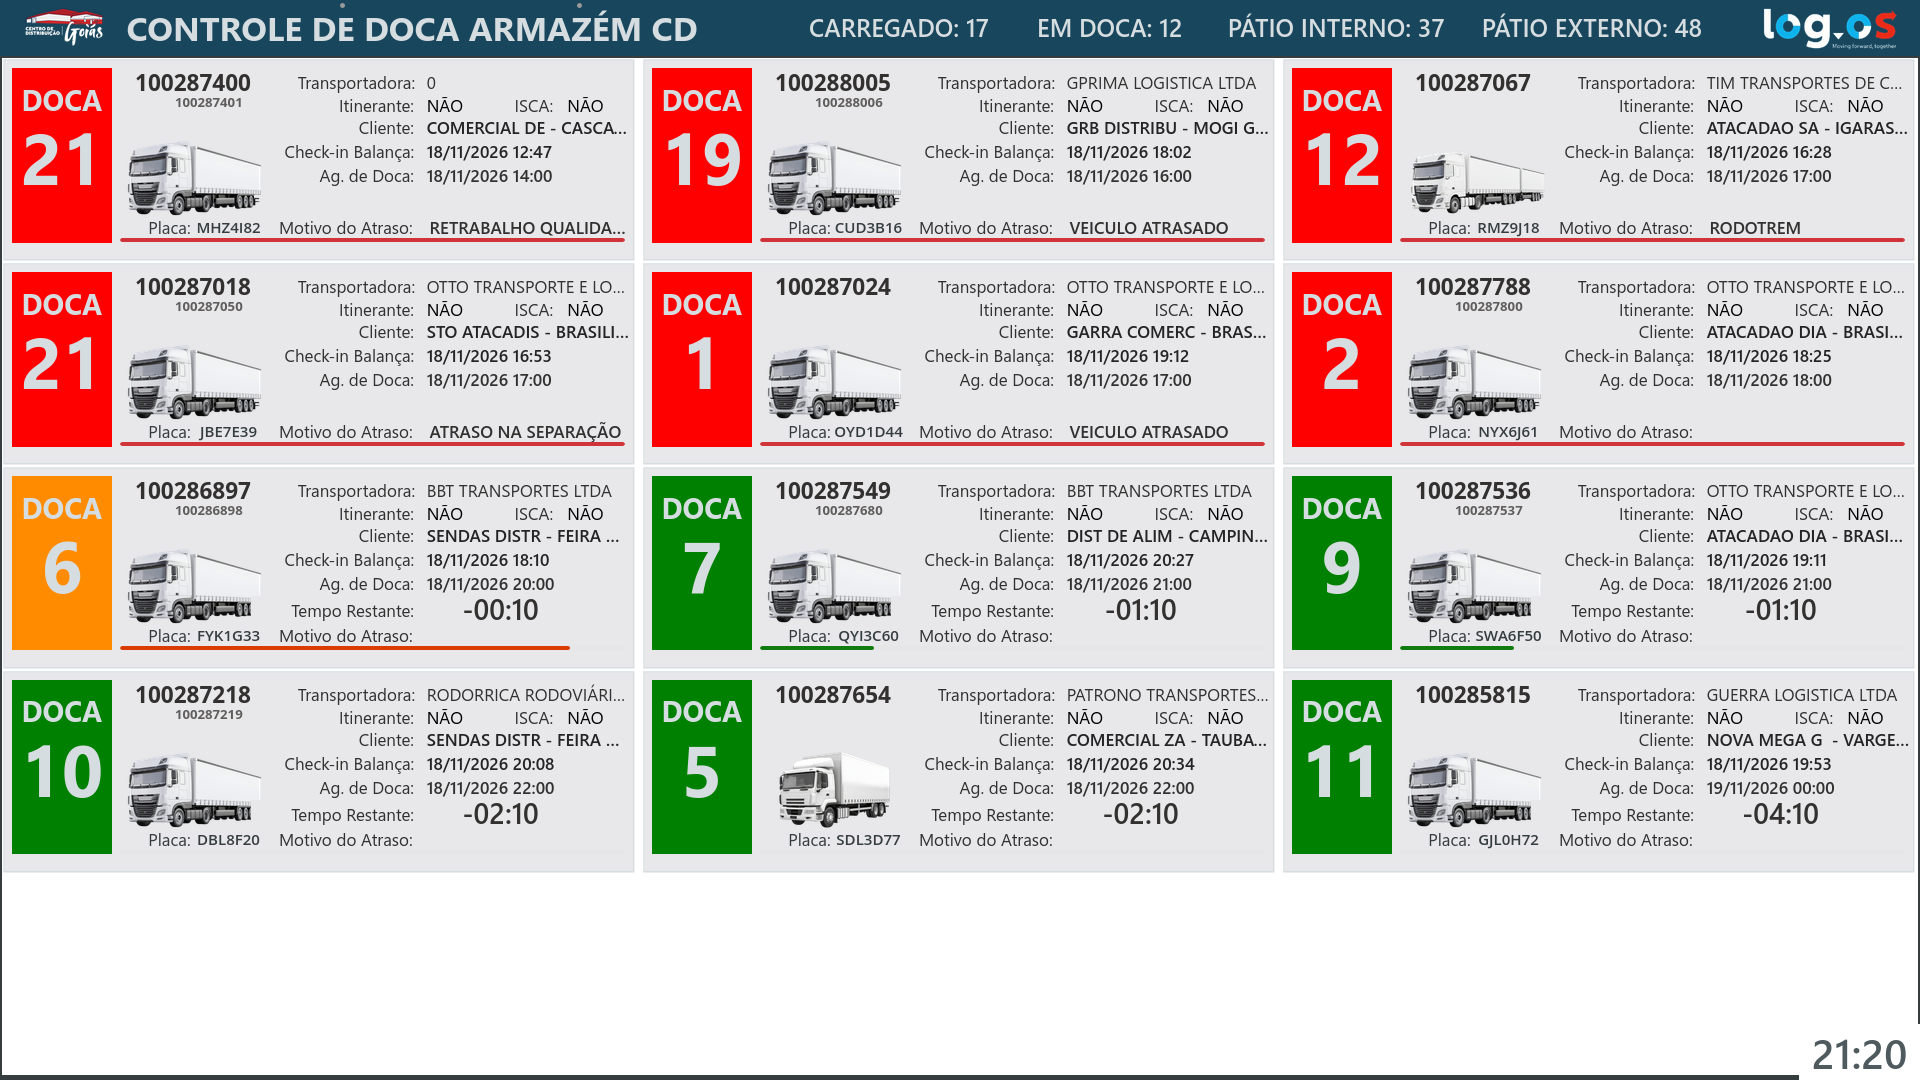 CENTRO DE DISTRIBUIÇÃO Goiás
CONTROLE DE DOCA ARMAZÉM CD
CARREGADO: 17
EM DOCA: 12
PÁTIO INTERNO: 37
PÁTIO EXTERNO: 48
log.os
Moving forward, together
DOCA
21
100287400
100287401
Transportadora: 0
Itinerante: NÃO ISCA: NÃO
Cliente: COMERCIAL DE - CASCA...
Check-in Balança: 18/11/2026 12:47
Ag. de Doca: 18/11/2026 14:00
Placa: MHZ4I82 Motivo do Atraso: RETRABALHO QUALIDA...
DOCA
19
100288005
100288006
Transportadora: GPRIMA LOGISTICA LTDA
Itinerante: NÃO ISCA: NÃO
Cliente: GRB DISTRIBU - MOGI G...
Check-in Balança: 18/11/2026 18:02
Ag. de Doca: 18/11/2026 16:00
Placa: CUD3B16 Motivo do Atraso: VEICULO ATRASADO
DOCA
12
100287067
Transportadora: TIM TRANSPORTES DE C...
Itinerante: NÃO ISCA: NÃO
Cliente: ATACADAO SA - IGARAS...
Check-in Balança: 18/11/2026 16:28
Ag. de Doca: 18/11/2026 17:00
Placa: RMZ9J18 Motivo do Atraso: RODOTREM
DOCA
21
100287018
100287050
Transportadora: OTTO TRANSPORTE E LO...
Itinerante: NÃO ISCA: NÃO
Cliente: STO ATACADIS - BRASILI...
Check-in Balança: 18/11/2026 16:53
Ag. de Doca: 18/11/2026 17:00
Placa: JBE7E39 Motivo do Atraso: ATRASO NA SEPARAÇÃO
DOCA
1
100287024
Transportadora: OTTO TRANSPORTE E LO...
Itinerante: NÃO ISCA: NÃO
Cliente: GARRA COMERC - BRAS...
Check-in Balança: 18/11/2026 19:12
Ag. de Doca: 18/11/2026 17:00
Placa: OYD1D44 Motivo do Atraso: VEICULO ATRASADO
DOCA
2
100287788
100287800
Transportadora: OTTO TRANSPORTE E LO...
Itinerante: NÃO ISCA: NÃO
Cliente: ATACADAO DIA - BRASI...
Check-in Balança: 18/11/2026 18:25
Ag. de Doca: 18/11/2026 18:00
Placa: NYX6J61 Motivo do Atraso:
DOCA
6
100286897
100286898
Transportadora: BBT TRANSPORTES LTDA
Itinerante: NÃO ISCA: NÃO
Cliente: SENDAS DISTR - FEIRA ...
Check-in Balança: 18/11/2026 18:10
Ag. de Doca: 18/11/2026 20:00
Tempo Restante: -00:10
Placa: FYK1G33 Motivo do Atraso:
DOCA
7
100287549
100287680
Transportadora: BBT TRANSPORTES LTDA
Itinerante: NÃO ISCA: NÃO
Cliente: DIST DE ALIM - CAMPIN...
Check-in Balança: 18/11/2026 20:27
Ag. de Doca: 18/11/2026 21:00
Tempo Restante: -01:10
Placa: QYI3C60 Motivo do Atraso:
DOCA
9
100287536
100287537
Transportadora: OTTO TRANSPORTE E LO...
Itinerante: NÃO ISCA: NÃO
Cliente: ATACADAO DIA - BRASI...
Check-in Balança: 18/11/2026 19:11
Ag. de Doca: 18/11/2026 21:00
Tempo Restante: -01:10
Placa: SWA6F50 Motivo do Atraso:
DOCA
10
100287218
100287219
Transportadora: RODORRICA RODOVIÁRI...
Itinerante: NÃO ISCA: NÃO
Cliente: SENDAS DISTR - FEIRA ...
Check-in Balança: 18/11/2026 20:08
Ag. de Doca: 18/11/2026 22:00
Tempo Restante: -02:10
Placa: DBL8F20 Motivo do Atraso:
DOCA
5
100287654
Transportadora: PATRONO TRANSPORTES...
Itinerante: NÃO ISCA: NÃO
Cliente: COMERCIAL ZA - TAUBA...
Check-in Balança: 18/11/2026 20:34
Ag. de Doca: 18/11/2026 22:00
Tempo Restante: -02:10
Placa: SDL3D77 Motivo do Atraso:
DOCA
11
100285815
Transportadora: GUERRA LOGISTICA LTDA
Itinerante: NÃO ISCA: NÃO
Cliente: NOVA MEGA G - VARGE...
Check-in Balança: 18/11/2026 19:53
Ag. de Doca: 19/11/2026 00:00
Tempo Restante: -04:10
Placa: GJL0H72 Motivo do Atraso:
21:20